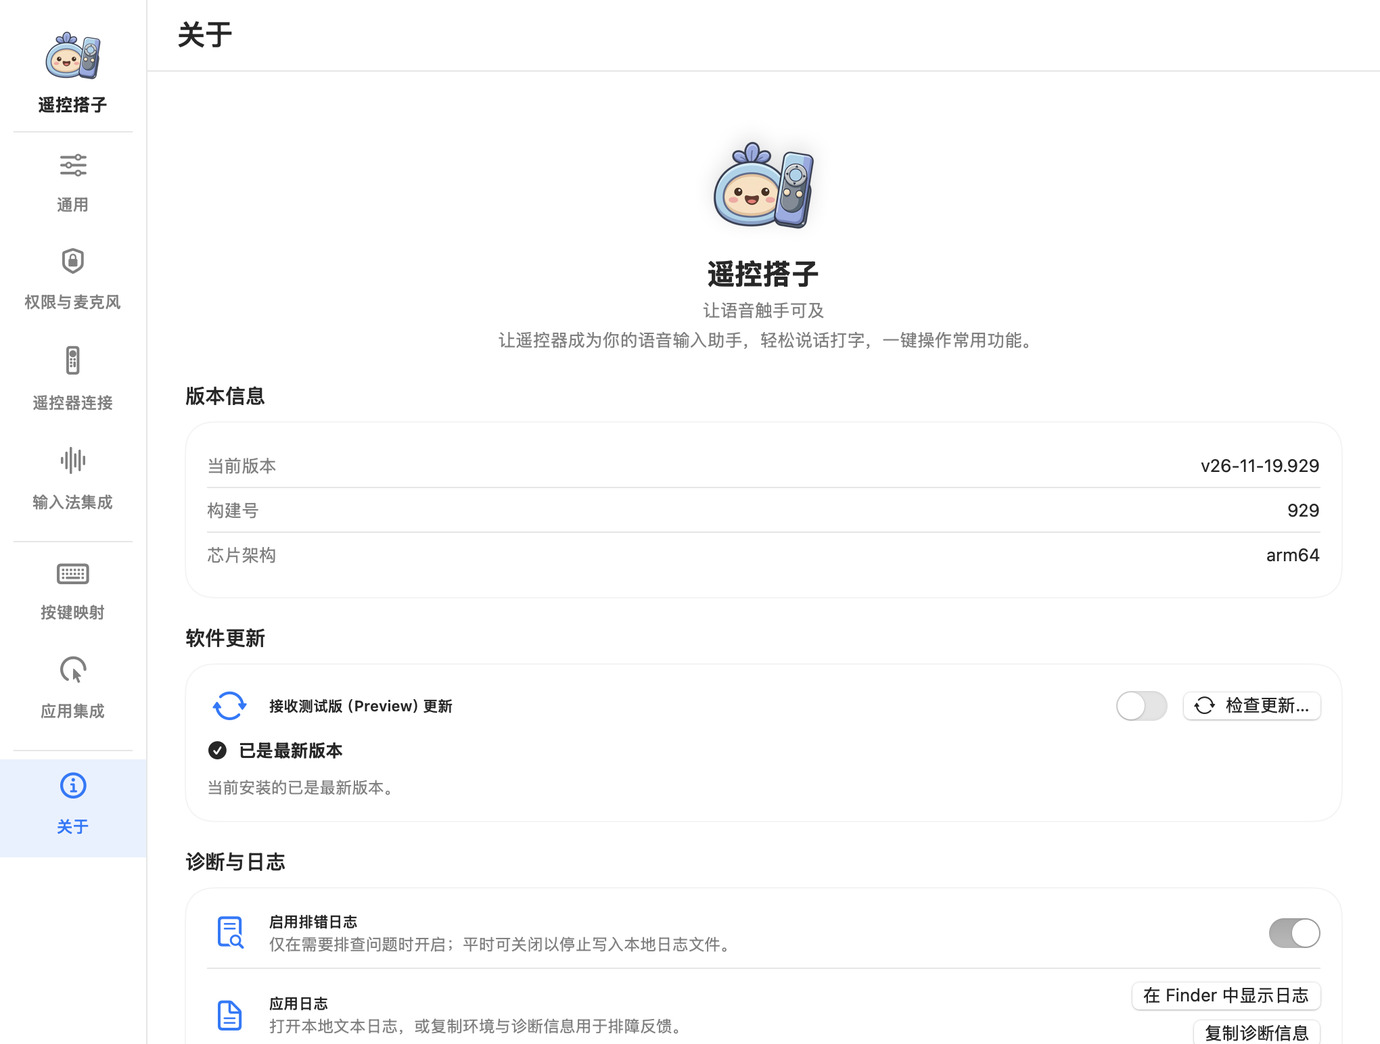 遥控搭子
通用
权限与麦克风
遥控器连接
输入法集成
按键映射
应用集成
关于
关于
遥控搭子
让语音触手可及
让遥控器成为你的语音输入助手，轻松说话打字，一键操作常用功能。
版本信息
当前版本 v26-11-19.929
构建号 929
芯片架构 arm64
软件更新
接收测试版（Preview）更新 检查更新...
已是最新版本
当前安装的已是最新版本。
诊断与日志
启用排错日志
仅在需要排查问题时开启；平时可关闭以停止写入本地日志文件。
应用日志
打开本地文本日志，或复制环境与诊断信息用于排障反馈。
在 Finder 中显示日志
复制诊断信息